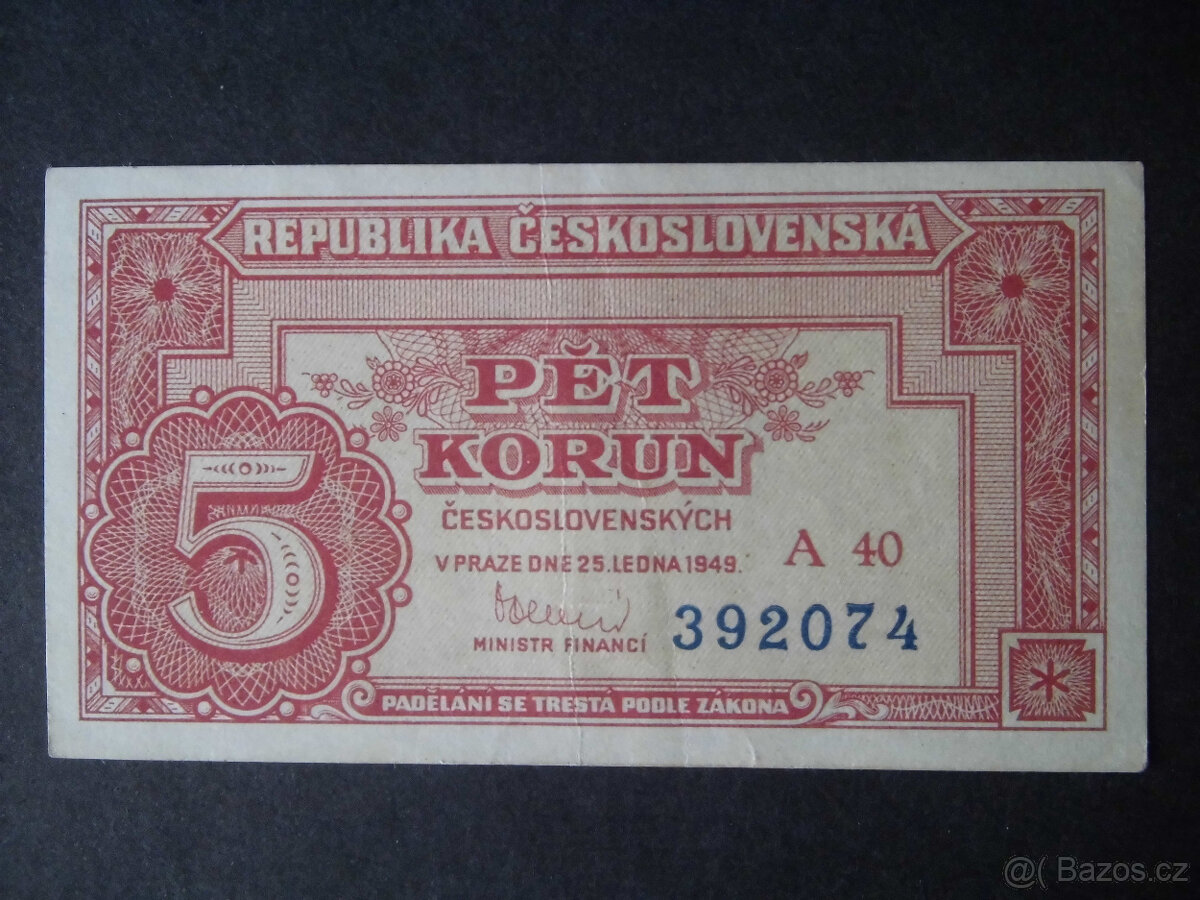 REPUBLIKA ČESKOSLOVENSKÁ
PĚT
KORUN
ČESKOSLOVENSKÝCH
V PRAZE DNE 25. LEDNA 1949.
A 40
392074
MINISTR FINANCÍ
5
PADĚLÁNÍ SE TRESTÁ PODLE ZÁKONA
@( Bazos.cz